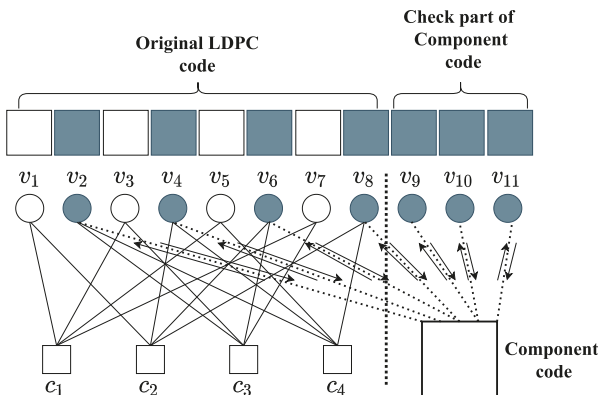 Original LDPC
code
Check part of
Component
code
v1 v2 v3 v4 v5 v6 v7 v8 v9 v10 v11
c1 c2 c3 c4
Component
code